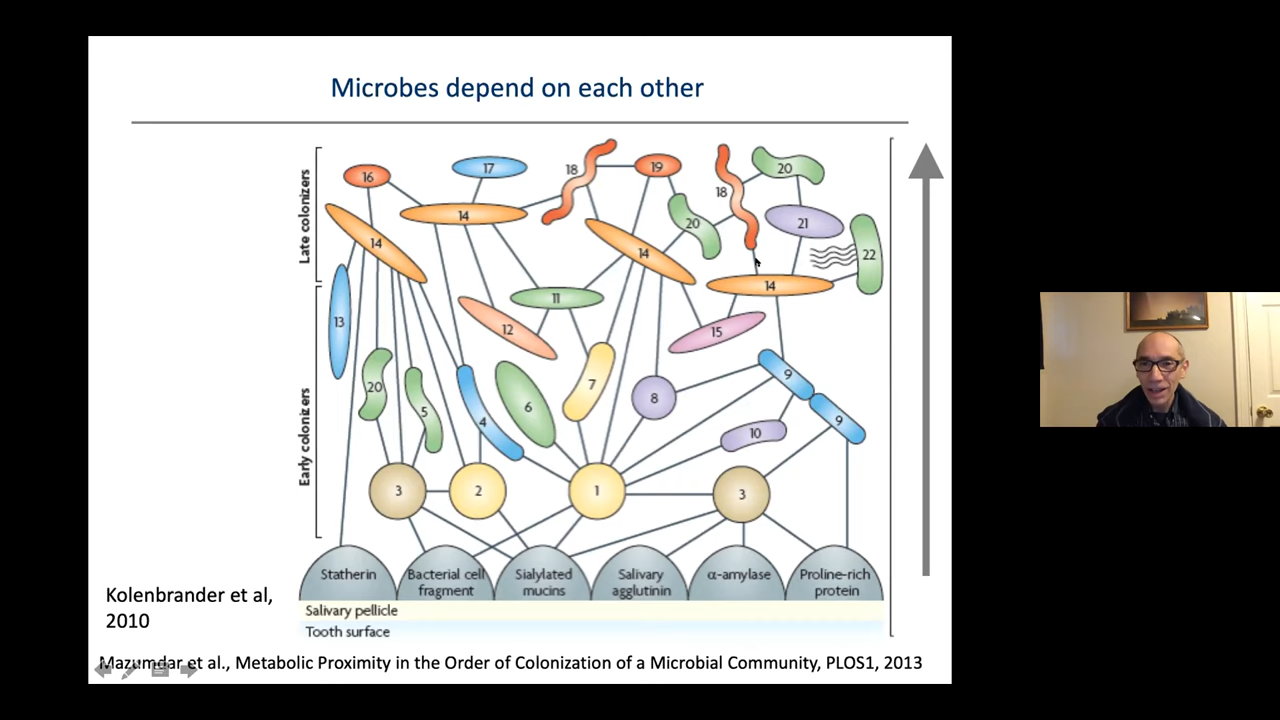 Microbes depend on each other
Late colonizers
Early colonizers
16
17
18
19
18
20
14
14
20
21
14
22
14
13
11
12
15
20
5
4
6
7
8
9
9
10
3
2
1
3
Statherin
Bacterial cell
fragment
Sialylated
mucins
Salivary
agglutinin
α-amylase
Proline-rich
protein
Salivary pellicle
Tooth surface
Kolenbrander et al,
2010
Mazumdar et al., Metabolic Proximity in the Order of Colonization of a Microbial Community, PLOS1, 2013